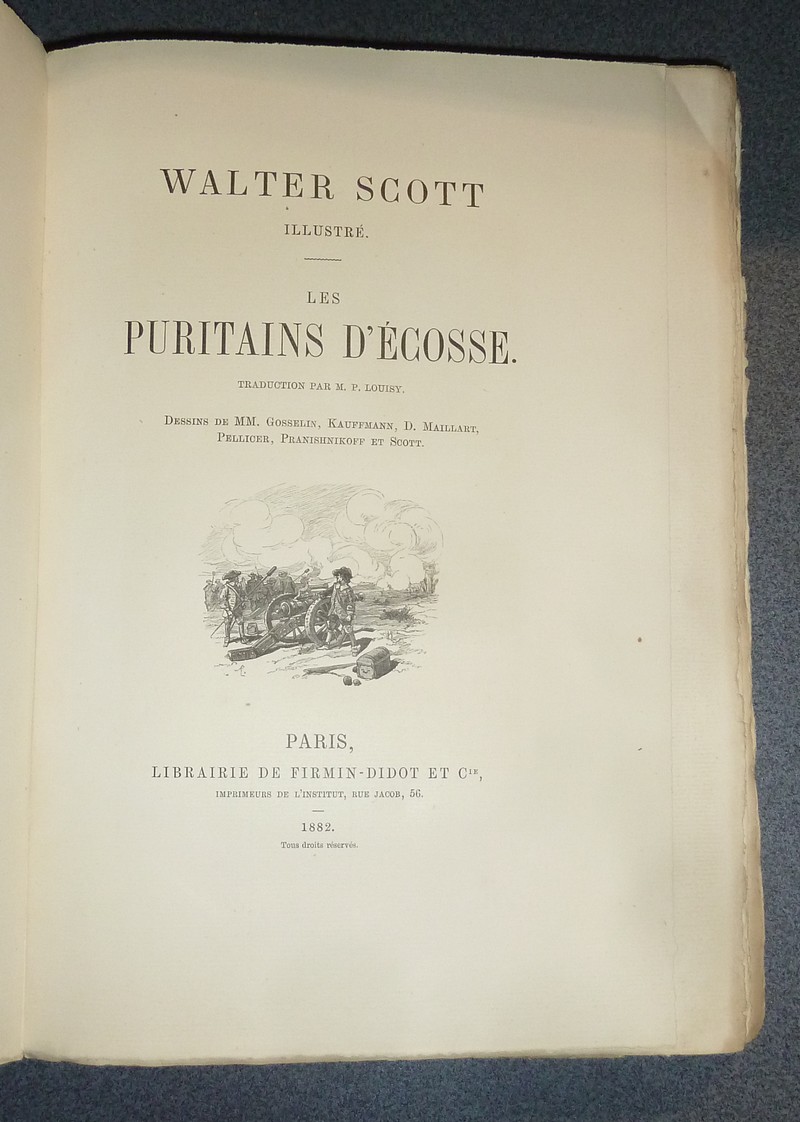 WALTER SCOTT
ILLUSTRÉ.
LES
PURITAINS D'ÉCOSSE.
TRADUCTION PAR M. P. LOUISY.
DESSINS DE MM. GOSSELIN, KAUFFMANN, D. MAILLART,
PELLICER, PRANISHNIKOFF ET SCOTT.
PARIS,
LIBRAIRIE DE FIRMIN-DIDOT ET CIE,
IMPRIMEURS DE L'INSTITUT, RUE JACOB, 56.
1882.
Tous droits réservés.